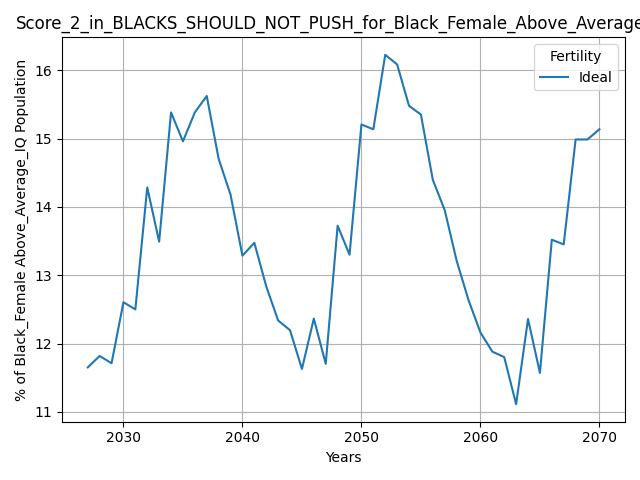 Score_2_in_BLACKS_SHOULD_NOT_PUSH_for_Black_Female_Above_Average
% of Black_Female Above_Average_IQ Population
16
15
14
13
12
11
Fertility
Ideal
2030 2040 2050 2060 2070
Years